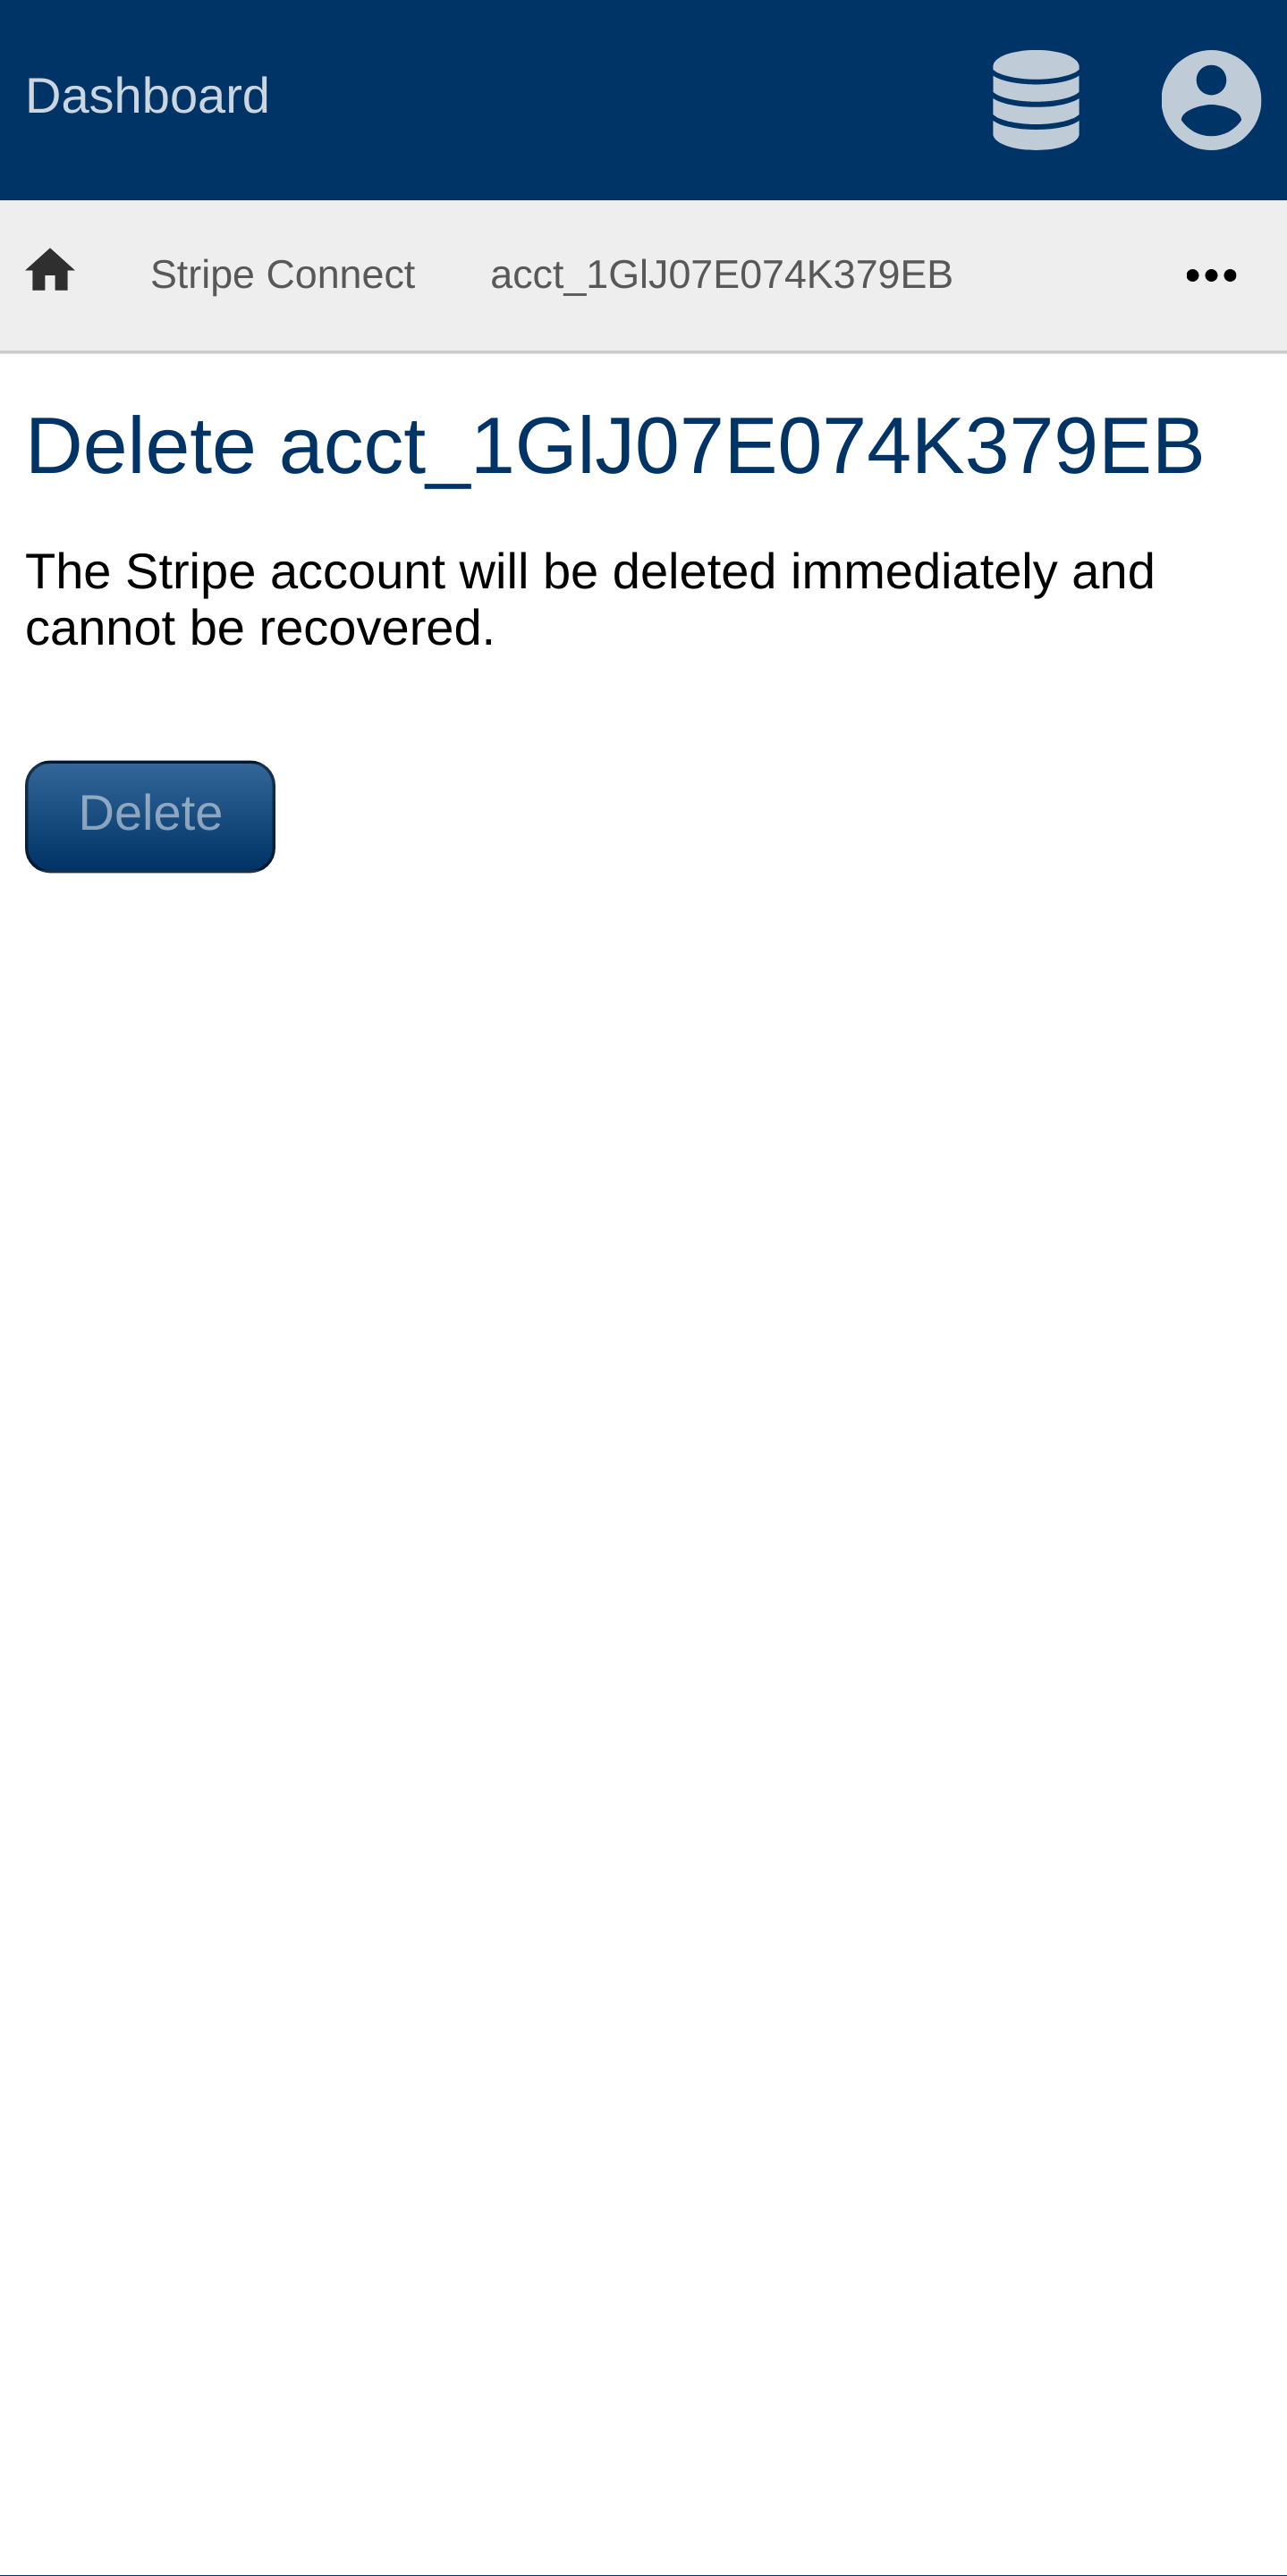 Dashboard
Stripe Connect acct_1GlJ07E074K379EB
Delete acct_1GlJ07E074K379EB
The Stripe account will be deleted immediately and
cannot be recovered.
Delete